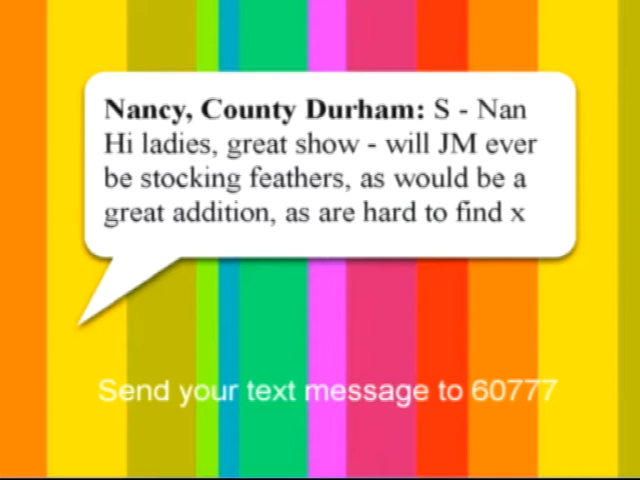 Nancy, County Durham: S - Nan
Hi ladies, great show - will JM ever
be stocking feathers, as would be a
great addition, as are hard to find x
Send your text message to 60777